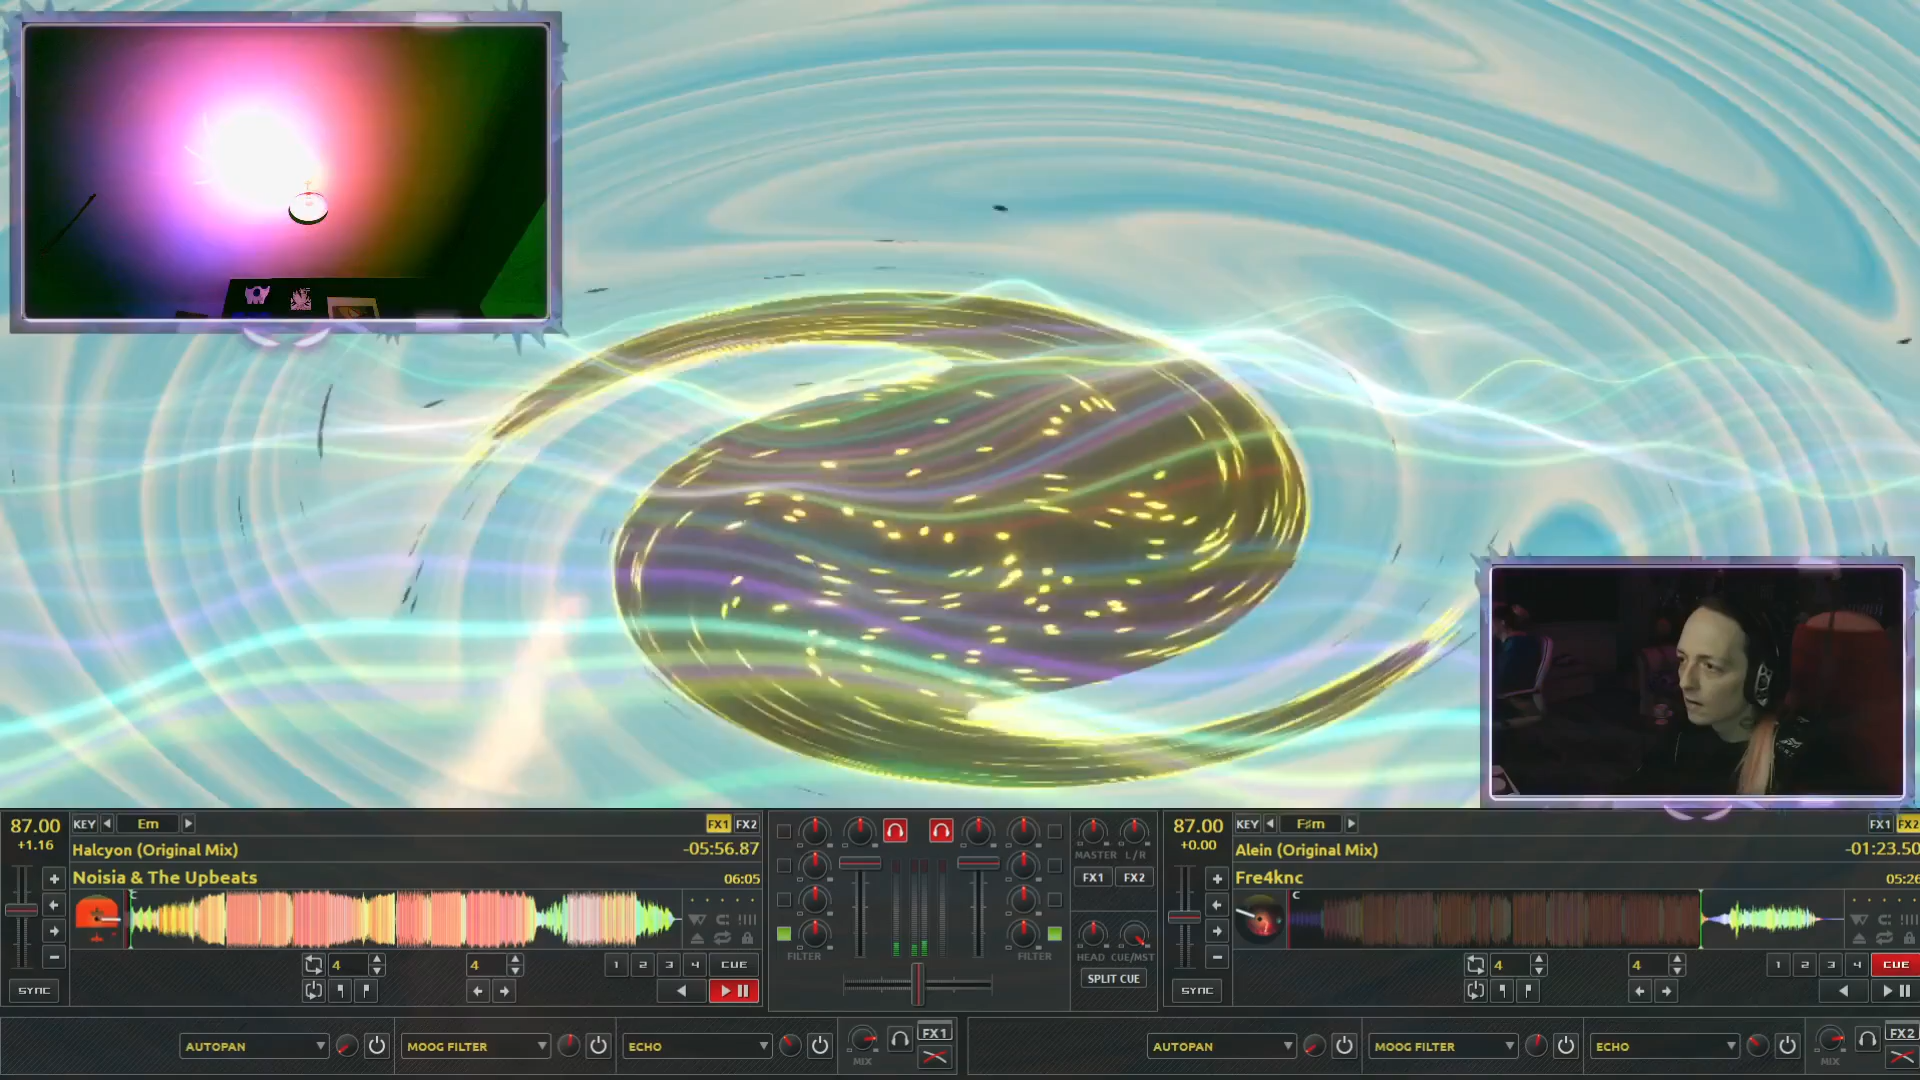 87.00
+1.16
KEY Em FX1 FX2
Halcyon (Original Mix) -05:56.87
Noisia & The Upbeats 06:05
C
4 4 1 2 3 4 CUE
SYNC
FILTER FILTER
MASTER L/R
FX1 FX2
HEAD CUE/MST
SPLIT CUE
87.00
+0.00
KEY F♯m FX1 FX2
Alein (Original Mix) -01:23.50
Fre4knc 05:26
C
4 4 1 2 3 4 CUE
SYNC
AUTOPAN MOOG FILTER ECHO MIX FX1
AUTOPAN MOOG FILTER ECHO MIX FX2